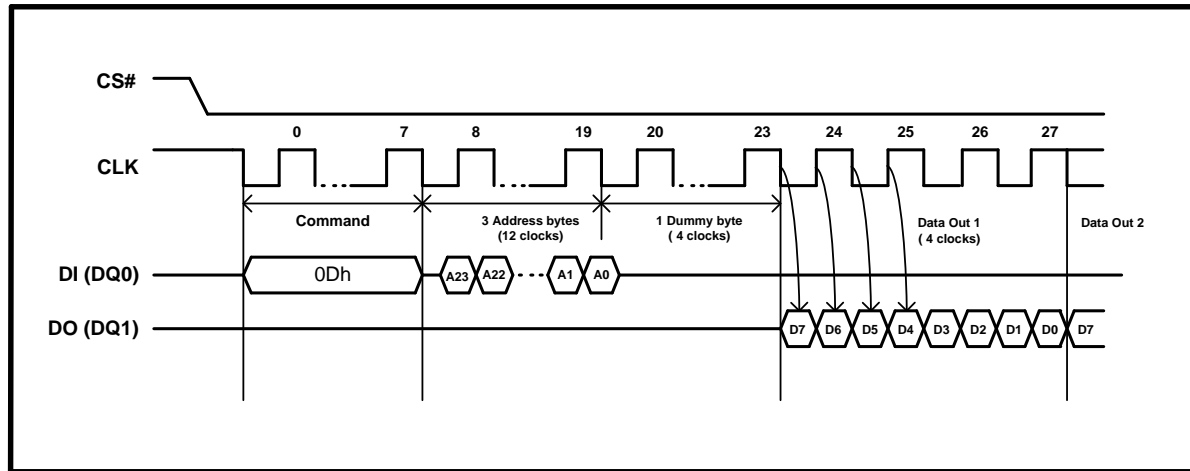 CS#
0 7 8 19 20 23 24 25 26 27
CLK
Command
3 Address bytes
(12 clocks)
1 Dummy byte
( 4 clocks)
Data Out 1
( 4 clocks)
Data Out 2
DI (DQ0) 0Dh A23 A22 A1 A0
DO (DQ1) D7 D6 D5 D4 D3 D2 D1 D0 D7